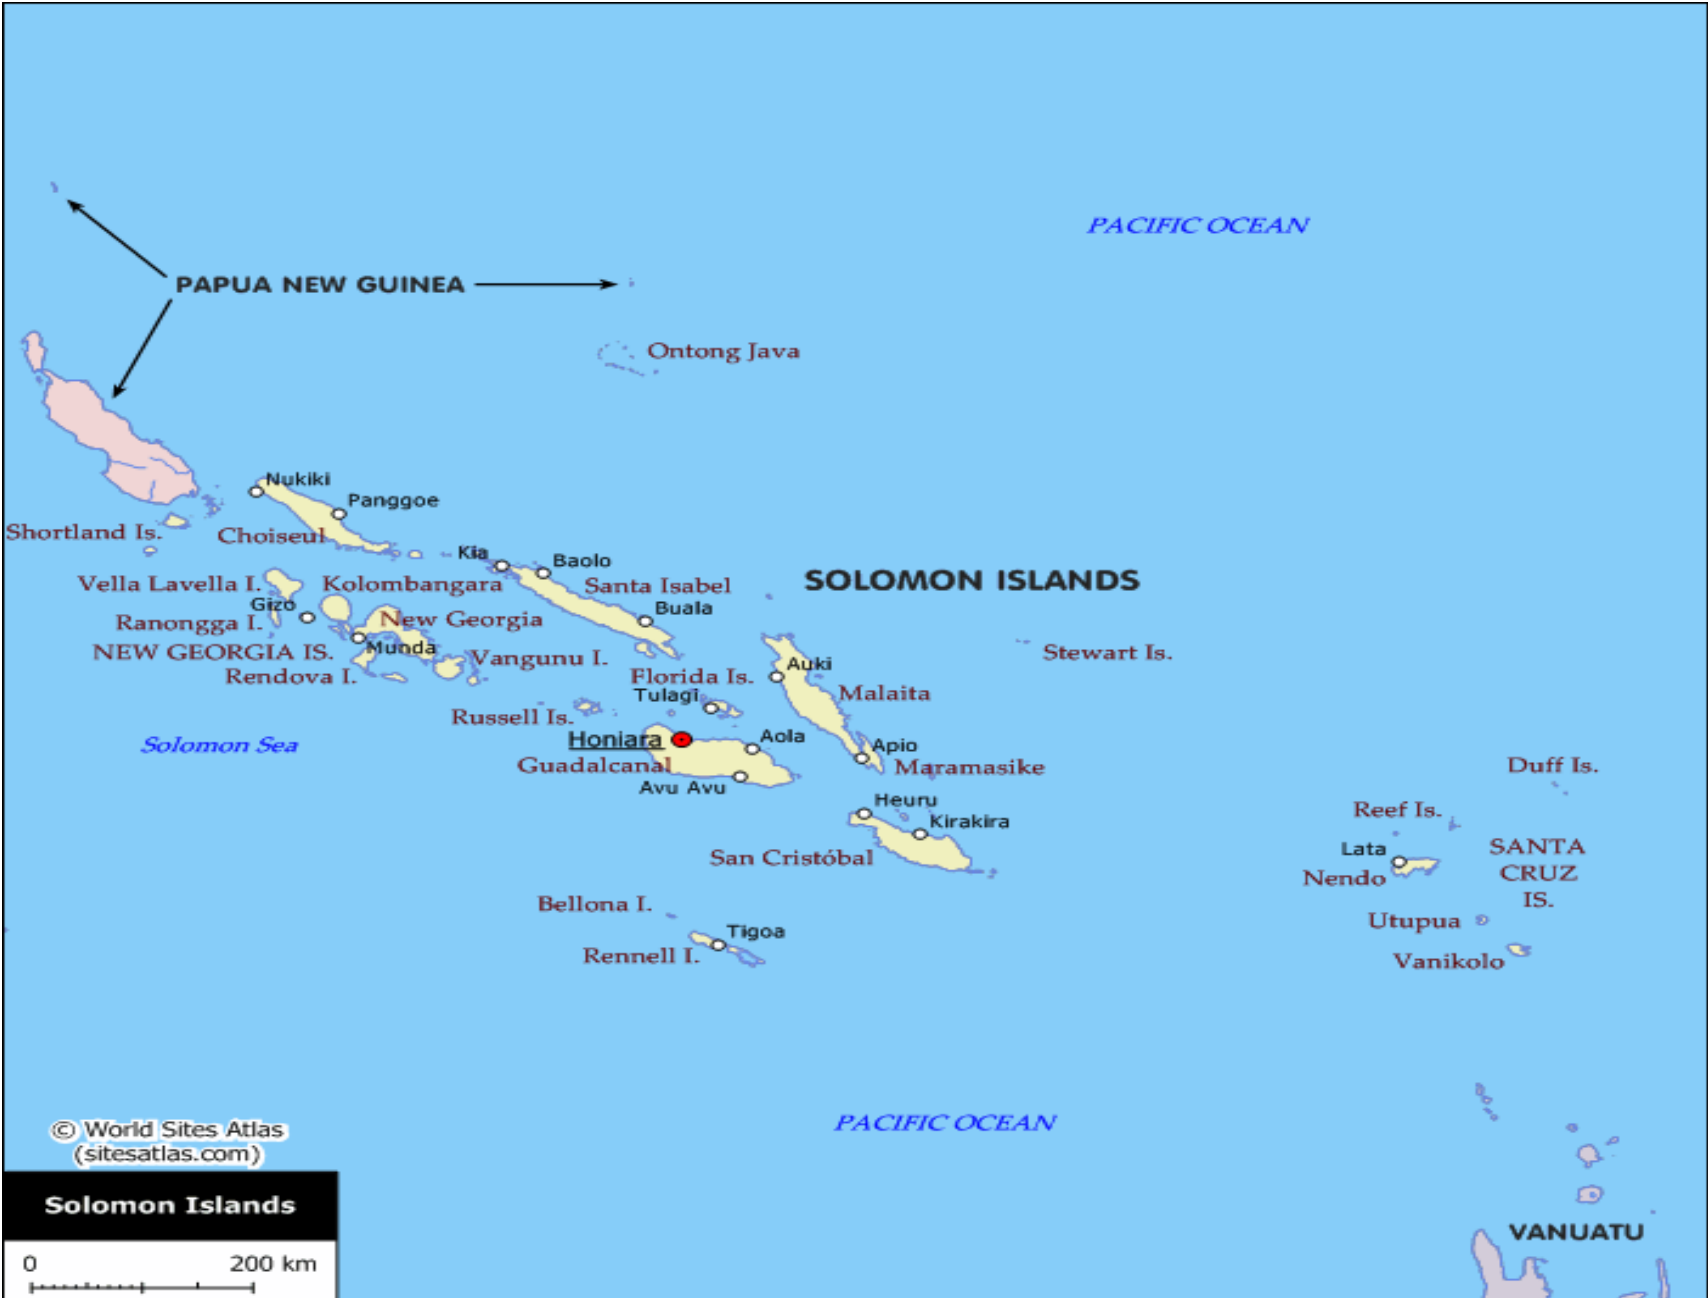 PACIFIC OCEAN
PAPUA NEW GUINEA
Ontong Java
Nukiki
Panggoe
Shortland Is.
Choiseul
Kia
Baolo
Vella Lavella I.
Kolombangara
Santa Isabel
SOLOMON ISLANDS
Gizo
Buala
Ranongga I.
New Georgia
NEW GEORGIA IS.
Munda
Vangunu I.
Stewart Is.
Rendova I.
Florida Is.
Auki
Tulagi
Malaita
Russell Is.
Solomon Sea
Honiara
Aola
Apio
Guadalcanal
Maramasike
Duff Is.
Avu Avu
Heuru
Reef Is.
Kirakira
San Cristóbal
Lata
SANTA
CRUZ
IS.
Nendo
Bellona I.
Utupua
Tigoa
Rennell I.
Vanikolo
PACIFIC OCEAN
© World Sites Atlas
(sitesatlas.com)
Solomon Islands
VANUATU
0 200 km